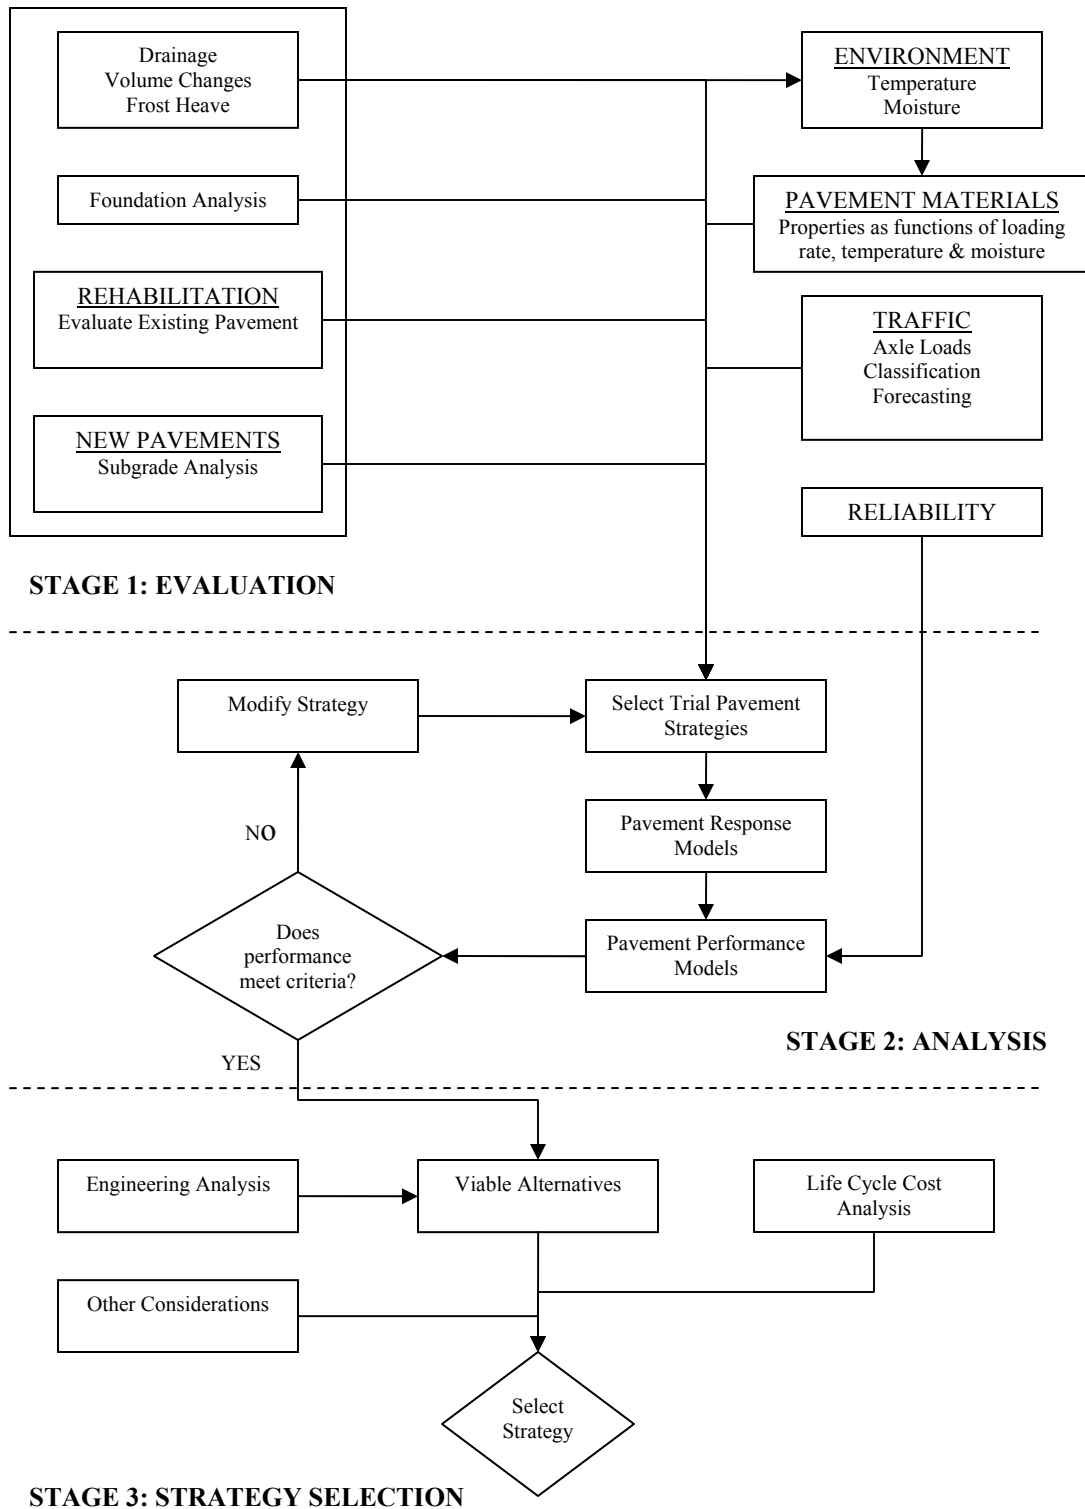 Drainage
Volume Changes
Frost Heave
ENVIRONMENT
Temperature
Moisture
Foundation Analysis
PAVEMENT MATERIALS
Properties as functions of loading
rate, temperature & moisture
REHABILITATION
Evaluate Existing Pavement
TRAFFIC
Axle Loads
Classification
Forecasting
NEW PAVEMENTS
Subgrade Analysis
RELIABILITY
STAGE 1: EVALUATION
Modify Strategy
Select Trial Pavement
Strategies
NO
Pavement Response
Models
Does
performance
meet criteria?
Pavement Performance
Models
STAGE 2: ANALYSIS
YES
Engineering Analysis
Viable Alternatives
Life Cycle Cost
Analysis
Other Considerations
Select
Strategy
STAGE 3: STRATEGY SELECTION